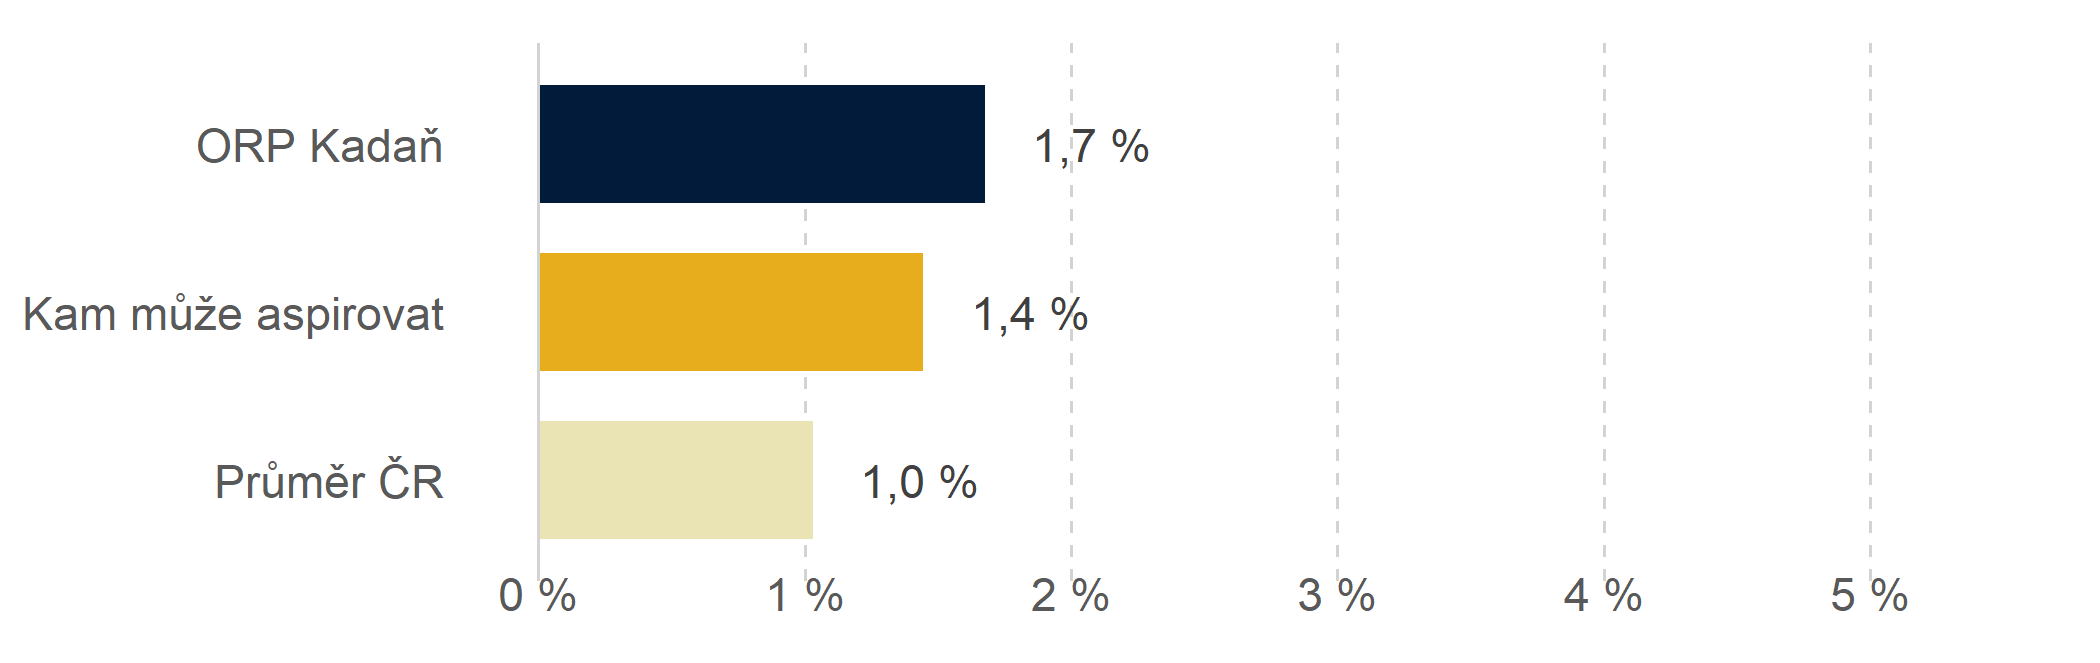 ORP Kadaň
1,7 %
Kam může aspirovat
1,4 %
Průměr ČR
1,0 %
0 % 1 % 2 % 3 % 4 % 5 %